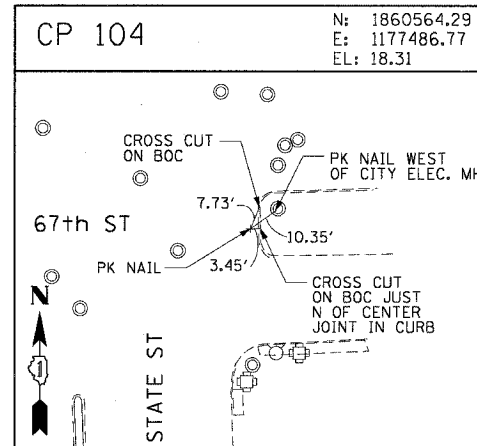 CP 104
N: 1860564.29
E: 1177486.77
EL: 18.31
CROSS CUT
ON BOC
PK NAIL WEST
OF CITY ELEC. MH
7.73'
67th ST
10.35'
PK NAIL
3.45'
CROSS CUT
ON BOC JUST
N OF CENTER
JOINT IN CURB
N
STATE ST